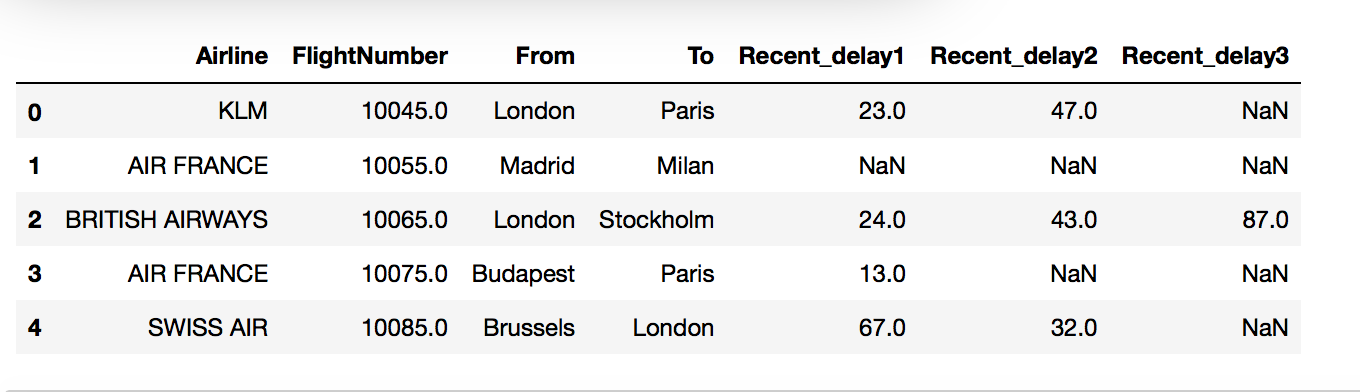 Airline FlightNumber From To Recent_delay1 Recent_delay2 Recent_delay3
0 KLM 10045.0 London Paris 23.0 47.0 NaN
1 AIR FRANCE 10055.0 Madrid Milan NaN NaN NaN
2 BRITISH AIRWAYS 10065.0 London Stockholm 24.0 43.0 87.0
3 AIR FRANCE 10075.0 Budapest Paris 13.0 NaN NaN
4 SWISS AIR 10085.0 Brussels London 67.0 32.0 NaN